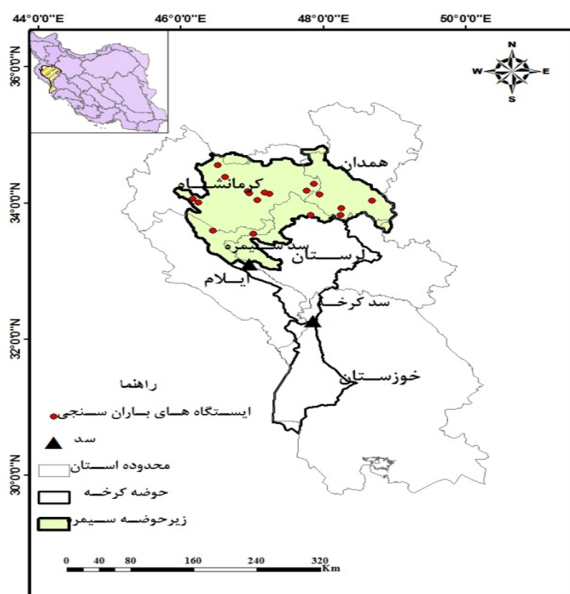 44°0'0"N 46°0'0"N 48°0'0"N 50°0'0"N
36°0'0"N
34°0'0"N
32°0'0"N
30°0'0"N
N
W E
S
همدان
کرمانشاه
سد سیمره
لرستان
ایلام
سد کرخه
خوزستان
راهنما
ایستگاه های باران سنجی
سد
محدوده استان
حوضه کرخه
زیرحوضه سیمره
0 40 80 160 240 320
Km